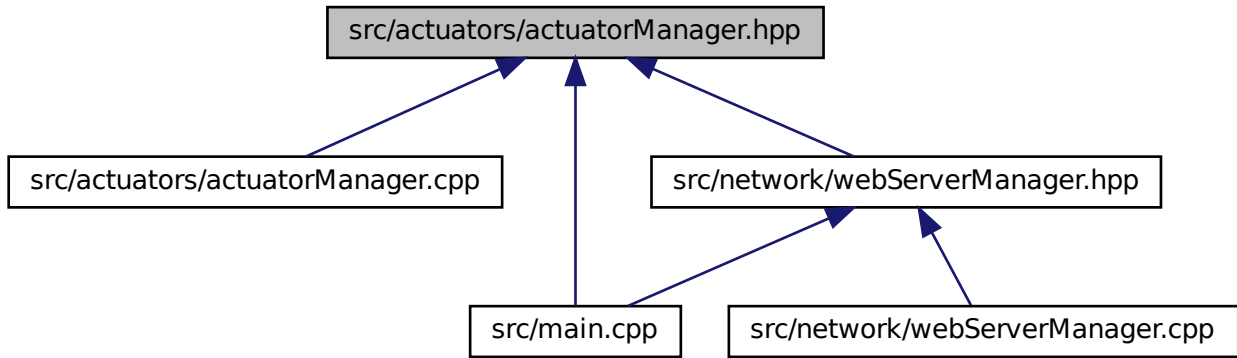 src/actuators/actuatorManager.hpp
src/actuators/actuatorManager.cpp
src/network/webServerManager.hpp
src/main.cpp
src/network/webServerManager.cpp